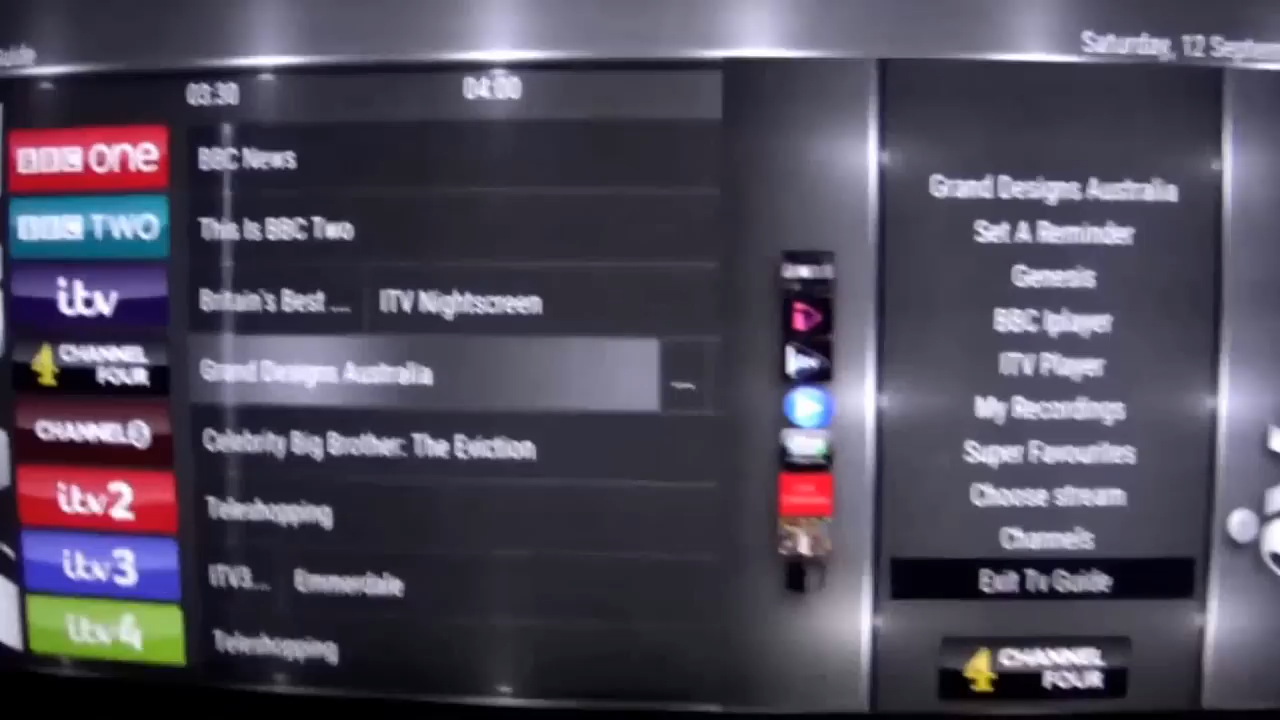 Saturday, 12
03:30
04:00
BBC ONE
BBC News
BBC TWO
This Is BBC Two
itv
Britain's Best ...
ITV Nightscreen
4 CHANNEL FOUR
Grand Designs Australia
...
CHANNEL 5
Celebrity Big Brother: The Eviction
itv2
Teleshopping
itv3
ITV3...
Emmerdale
itv4
Teleshopping
Grand Designs Australia
Set A Reminder
Genesis
BBC Iplayer
ITV Player
My Recordings
Super Favourites
Choose stream
Channels
Exit Tv Guide
4 CHANNEL FOUR